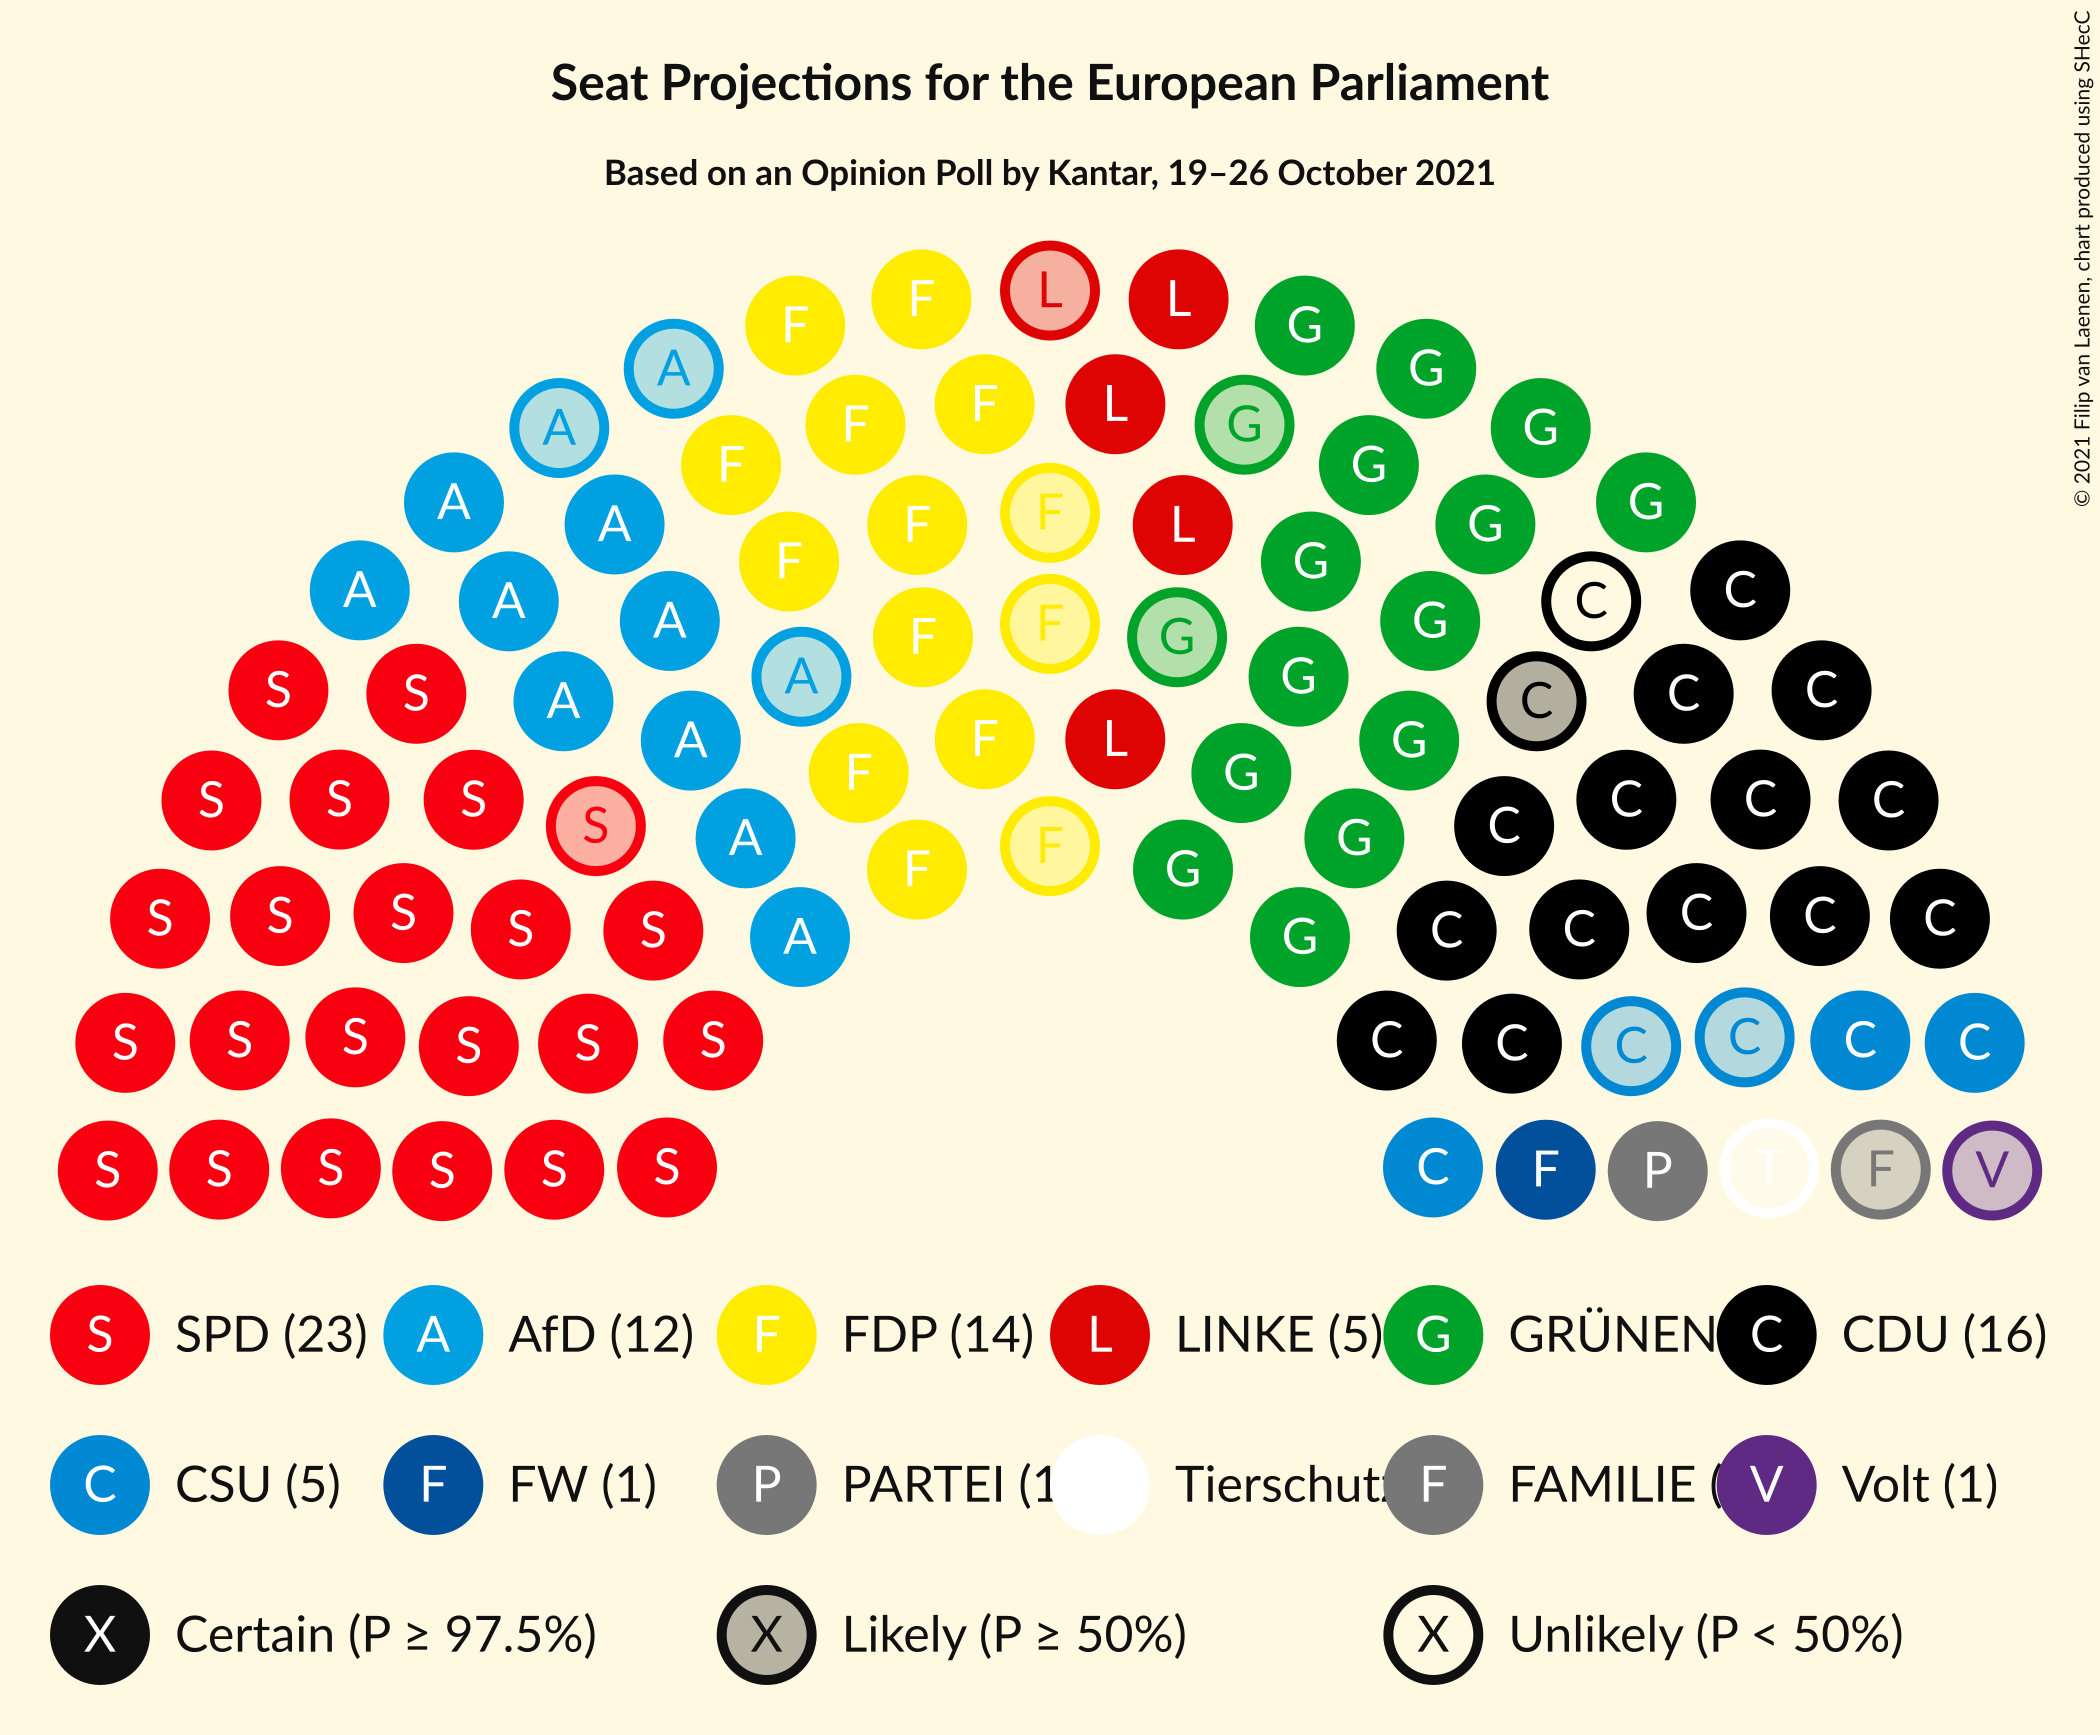 Seat Projections for the European Parliament
Based on an Opinion Poll by Kantar, 19–26 October 2021
© 2021 Filip van Laenen, chart produced using SHecC
F F L L G G
A A F F F L G G G G
A A F F F L G G G C C
A A A A F F G G G C C C
S S A A F F L G G C C C C
S S S S A F F G G C C C C
S S S S S A G C C C C C
S S S S S S C C C C C C
S S S S S S C F P T F V
S SPD (23) A AfD (12) F FDP (14) L LINKE (5) G GRÜNEN C CDU (16)
C CSU (5) F FW (1) P PARTEI (1 Tierschutz F FAMILIE ( V Volt (1)
X Certain (P ≥ 97.5%) X Likely (P ≥ 50%) X Unlikely (P < 50%)